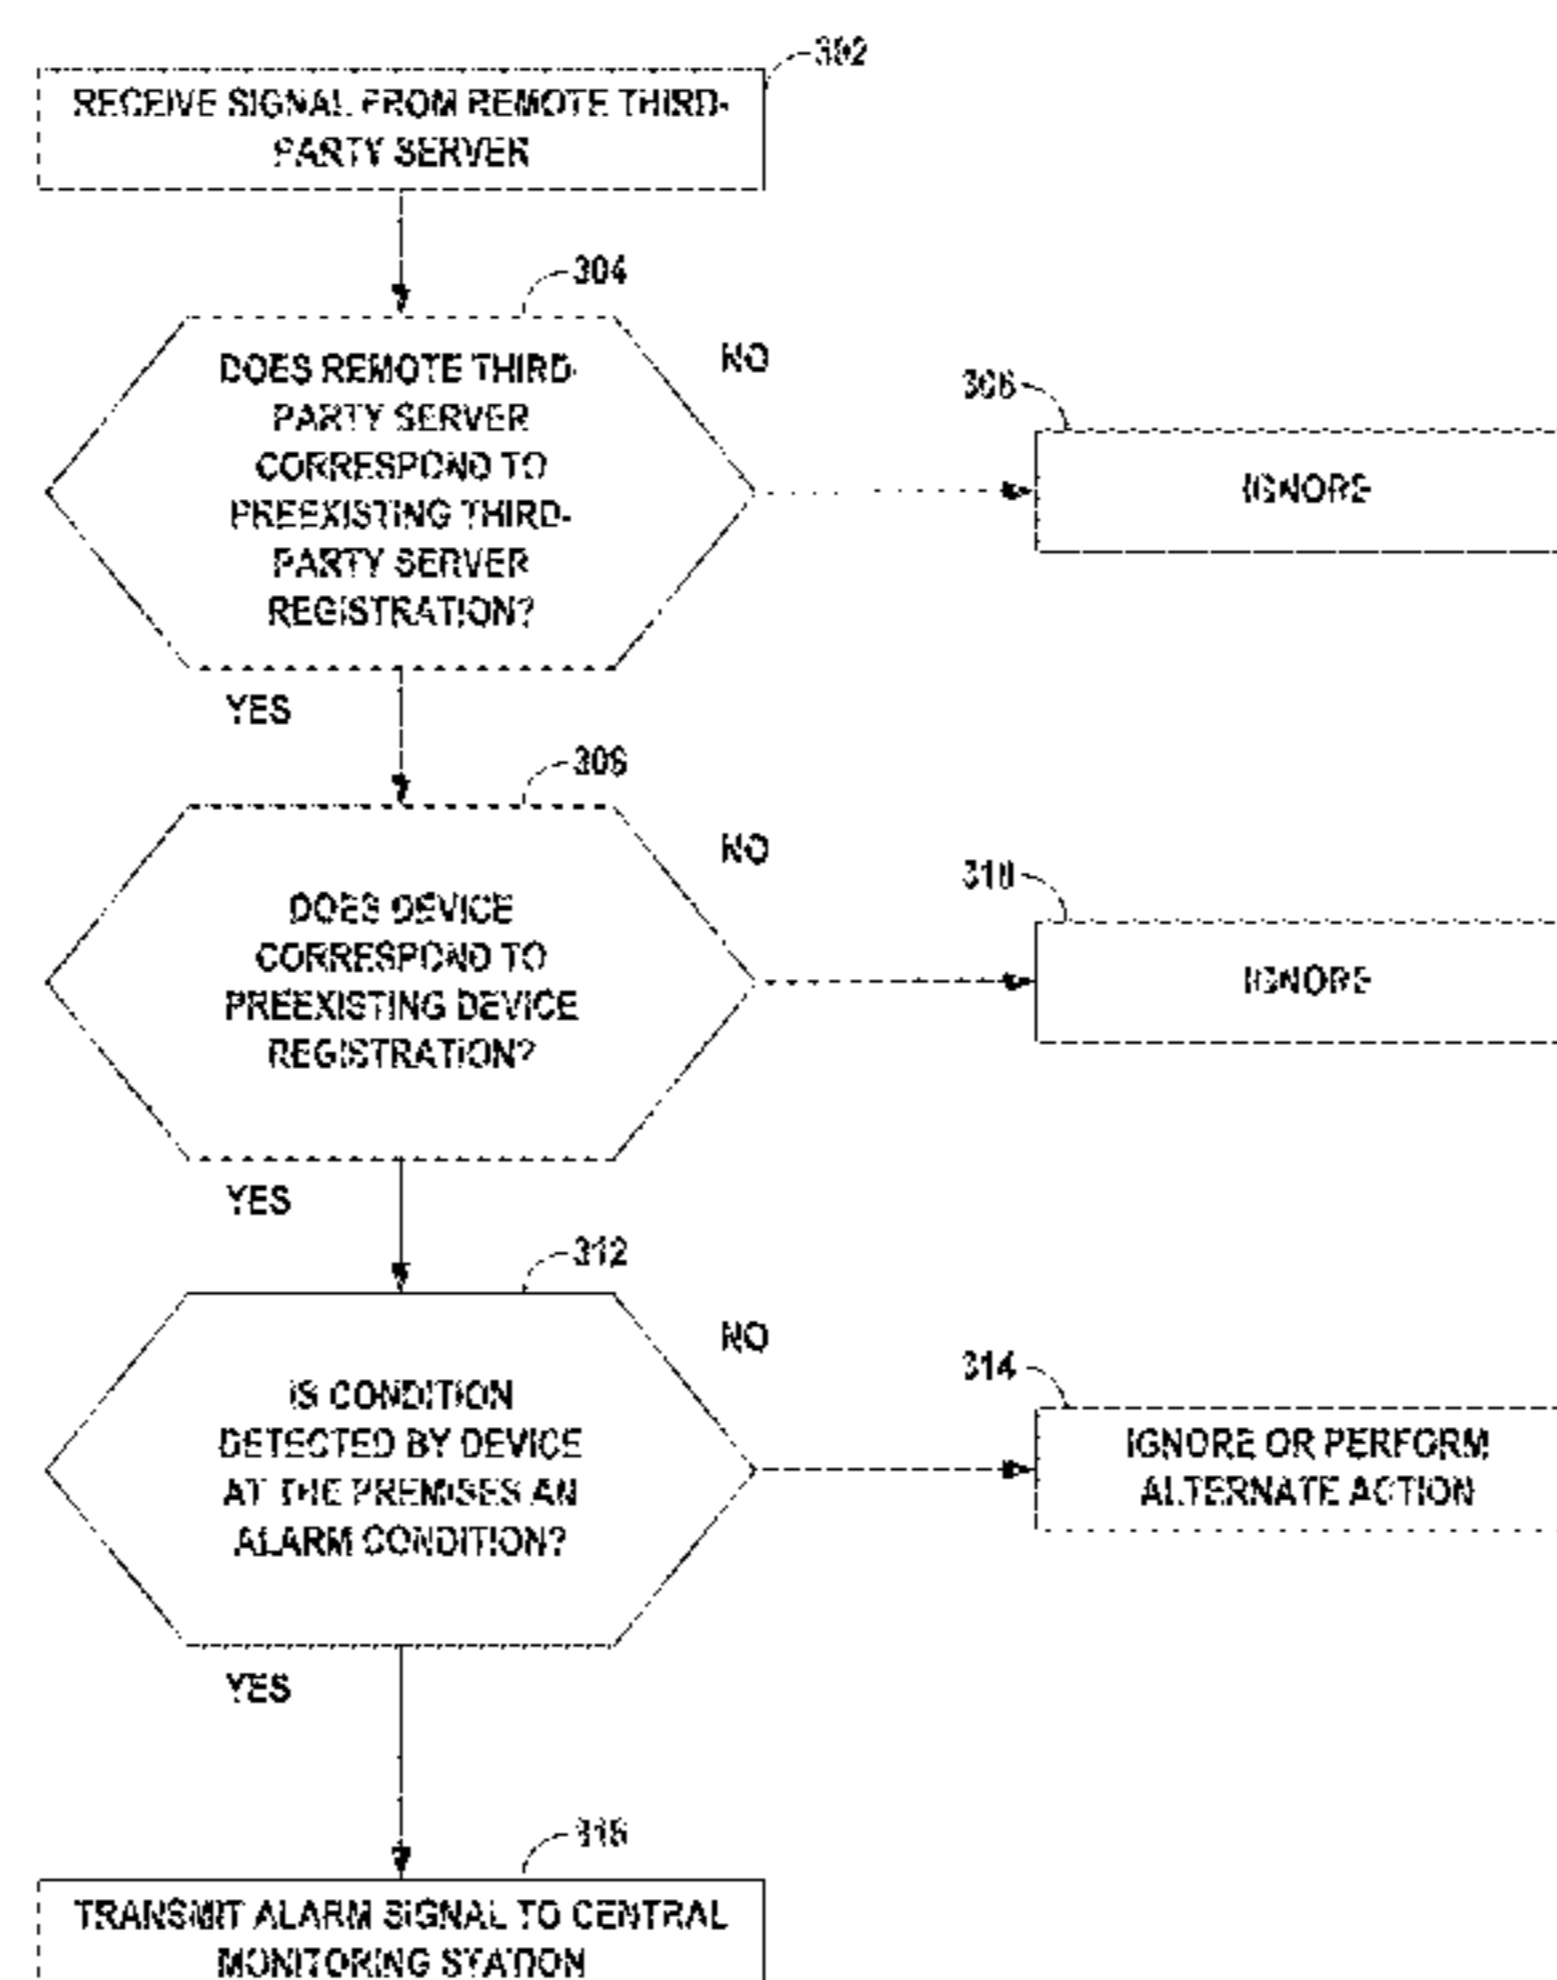 302
RECEIVE SIGNAL FROM REMOTE THIRD-
PARTY SERVER
304
DOES REMOTE THIRD-
PARTY SERVER
CORRESPOND TO
PREEXISTING THIRD-
PARTY SERVER
REGISTRATION?
NO
306
IGNORE
YES
DOES DEVICE
CORRESPOND TO
PREEXISTING DEVICE
REGISTRATION?
NO
310
IGNORE
YES
312
IS CONDITION
DETECTED BY DEVICE
AT THE PREMISES AN
ALARM CONDITION?
NO
314
IGNORE OR PERFORM
ALTERNATE ACTION
YES
TRANSMIT ALARM SIGNAL TO CENTRAL
MONITORING STATION